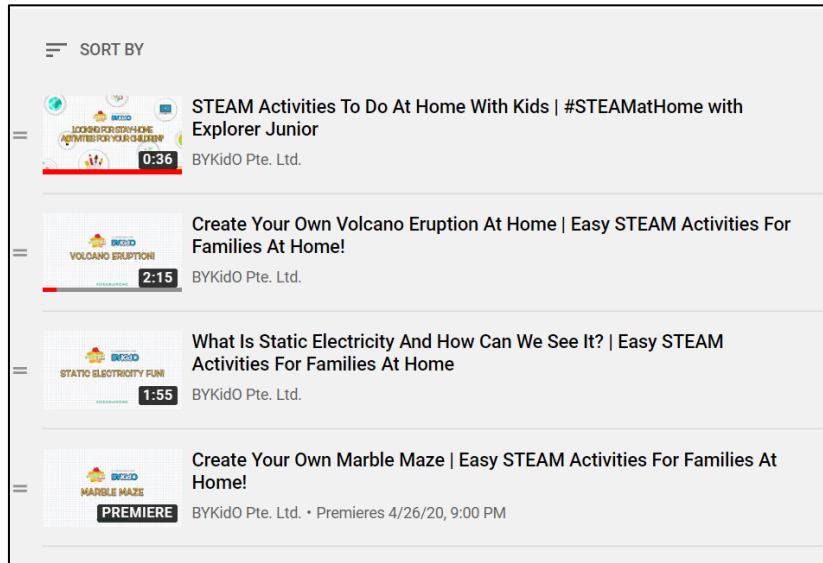 SORT BY
LOOKING FOR STAY-HOME
ACTIVITIES FOR YOUR CHILDREN?
0:36
STEAM Activities To Do At Home With Kids | #STEAMatHome with
Explorer Junior
BYKidO Pte. Ltd.
BYKidO
VOLCANO ERUPTION!
2:15
Create Your Own Volcano Eruption At Home | Easy STEAM Activities For
Families At Home!
BYKidO Pte. Ltd.
BYKidO
STATIC ELECTRICITY FUN!
1:55
What Is Static Electricity And How Can We See It? | Easy STEAM
Activities For Families At Home
BYKidO Pte. Ltd.
BYKidO
MARBLE MAZE
PREMIERE
Create Your Own Marble Maze | Easy STEAM Activities For Families At
Home!
BYKidO Pte. Ltd. • Premieres 4/26/20, 9:00 PM